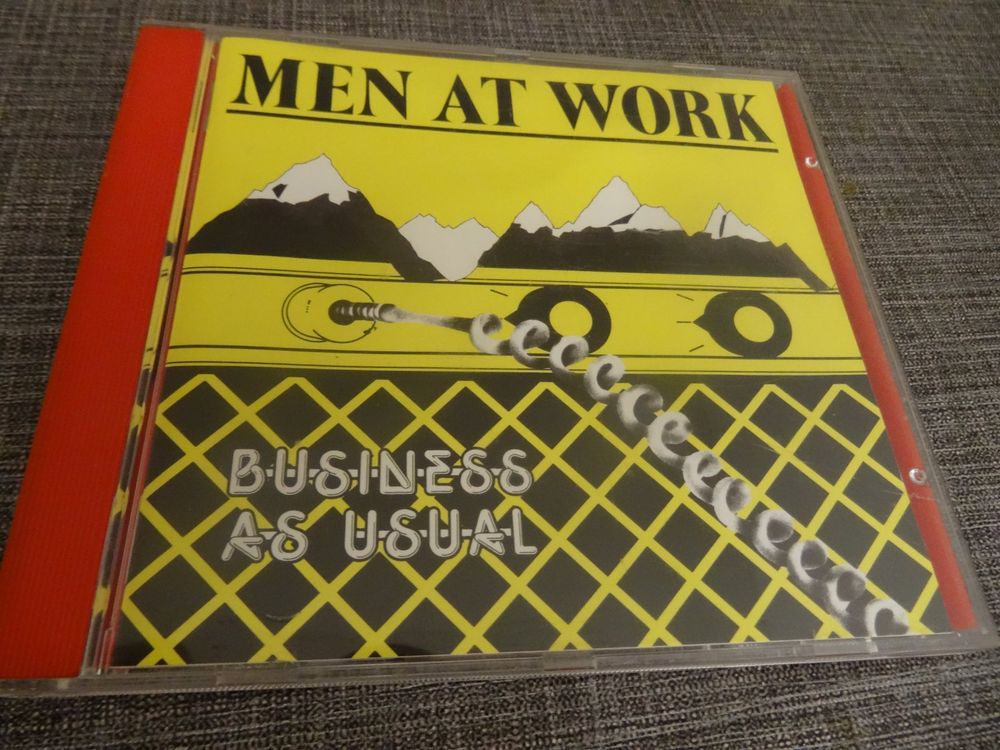 MEN AT WORK
BUSINESS
AS USUAL